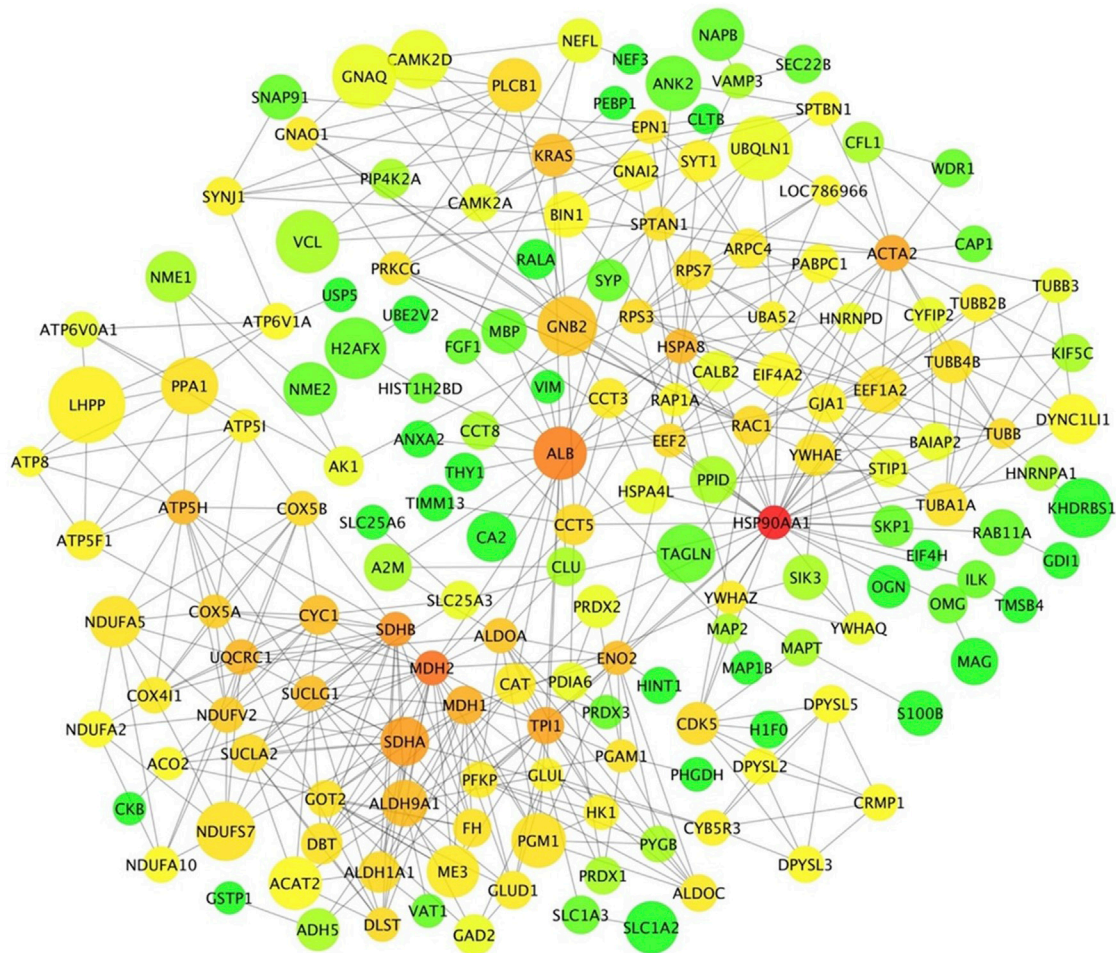 NAPB
NEFL
CAMK2D
NEF3
SEC22B
GNAQ
VAMP3
PLCB1
ANK2
SNAP91
PEBP1
SPTBN1
CLTB
EPN1
GNAO1
CFL1
UBQLN1
KRAS
SYT1
WDR1
GNAI2
PIP4K2A
LOC786966
SYNJ1
CAMK2A
BIN1
SPTAN1
VCL
ARPC4
CAP1
ACTA2
RALA
PABPC1
PRKCG
RPS7
NME1
SYP
TUBB3
USP5
TUBB2B
UBE2V2
RPS3
UBA52
HNRNPD
CYFIP2
ATP6V1A
ATP6V0A1
GNB2
MBP
FGF1
H2AFX
HSPA8
KIF5C
TUBB4B
CALB2
EIF4A2
PPA1
NME2
HIST1H2BD
VIM
EEF1A2
CCT3
RAP1A
GJA1
LHPP
DYNC1LI1
ATP5I
CCT8
RAC1
TUBB
ANXA2
EEF2
BAIAP2
ALB
YWHAE
ATP8
AK1
THY1
STIP1
HNRNPA1
PPID
HSPA4L
TIMM13
ATP5H
COX5B
TUBA1A
KHDRBS1
SLC25A6
CCT5
HSP90AA1
SKP1
RAB11A
CA2
ATP5F1
EIF4H
GDI1
TAGLN
A2M
CLU
SIK3
OGN
ILK
YWHAZ
SLC25A3
PRDX2
OMG
TMSB4
COX5A
CYC1
NDUFA5
SDHB
ALDOA
MAP2
YWHAQ
MAPT
UQCRC1
MDH2
ENO2
MAP1B
MAG
CAT
PDIA6
COX4I1
SUCLG1
HINT1
MDH1
NDUFV2
PRDX3
DPYSL5
S100B
NDUFA2
TPI1
CDK5
H1F0
SDHA
SUCLA2
PGAM1
ACO2
DPYSL2
PHGDH
PFKP
GLUL
GOT2
ALDH9A1
CRMP1
CKB
HK1
FH
CYB5R3
NDUFS7
DBT
PGM1
PYGB
NDUFA10
ALDH1A1
ME3
DPYSL3
PRDX1
ACAT2
GLUD1
ALDOC
GSTP1
VAT1
SLC1A3
DLST
ADH5
GAD2
SLC1A2